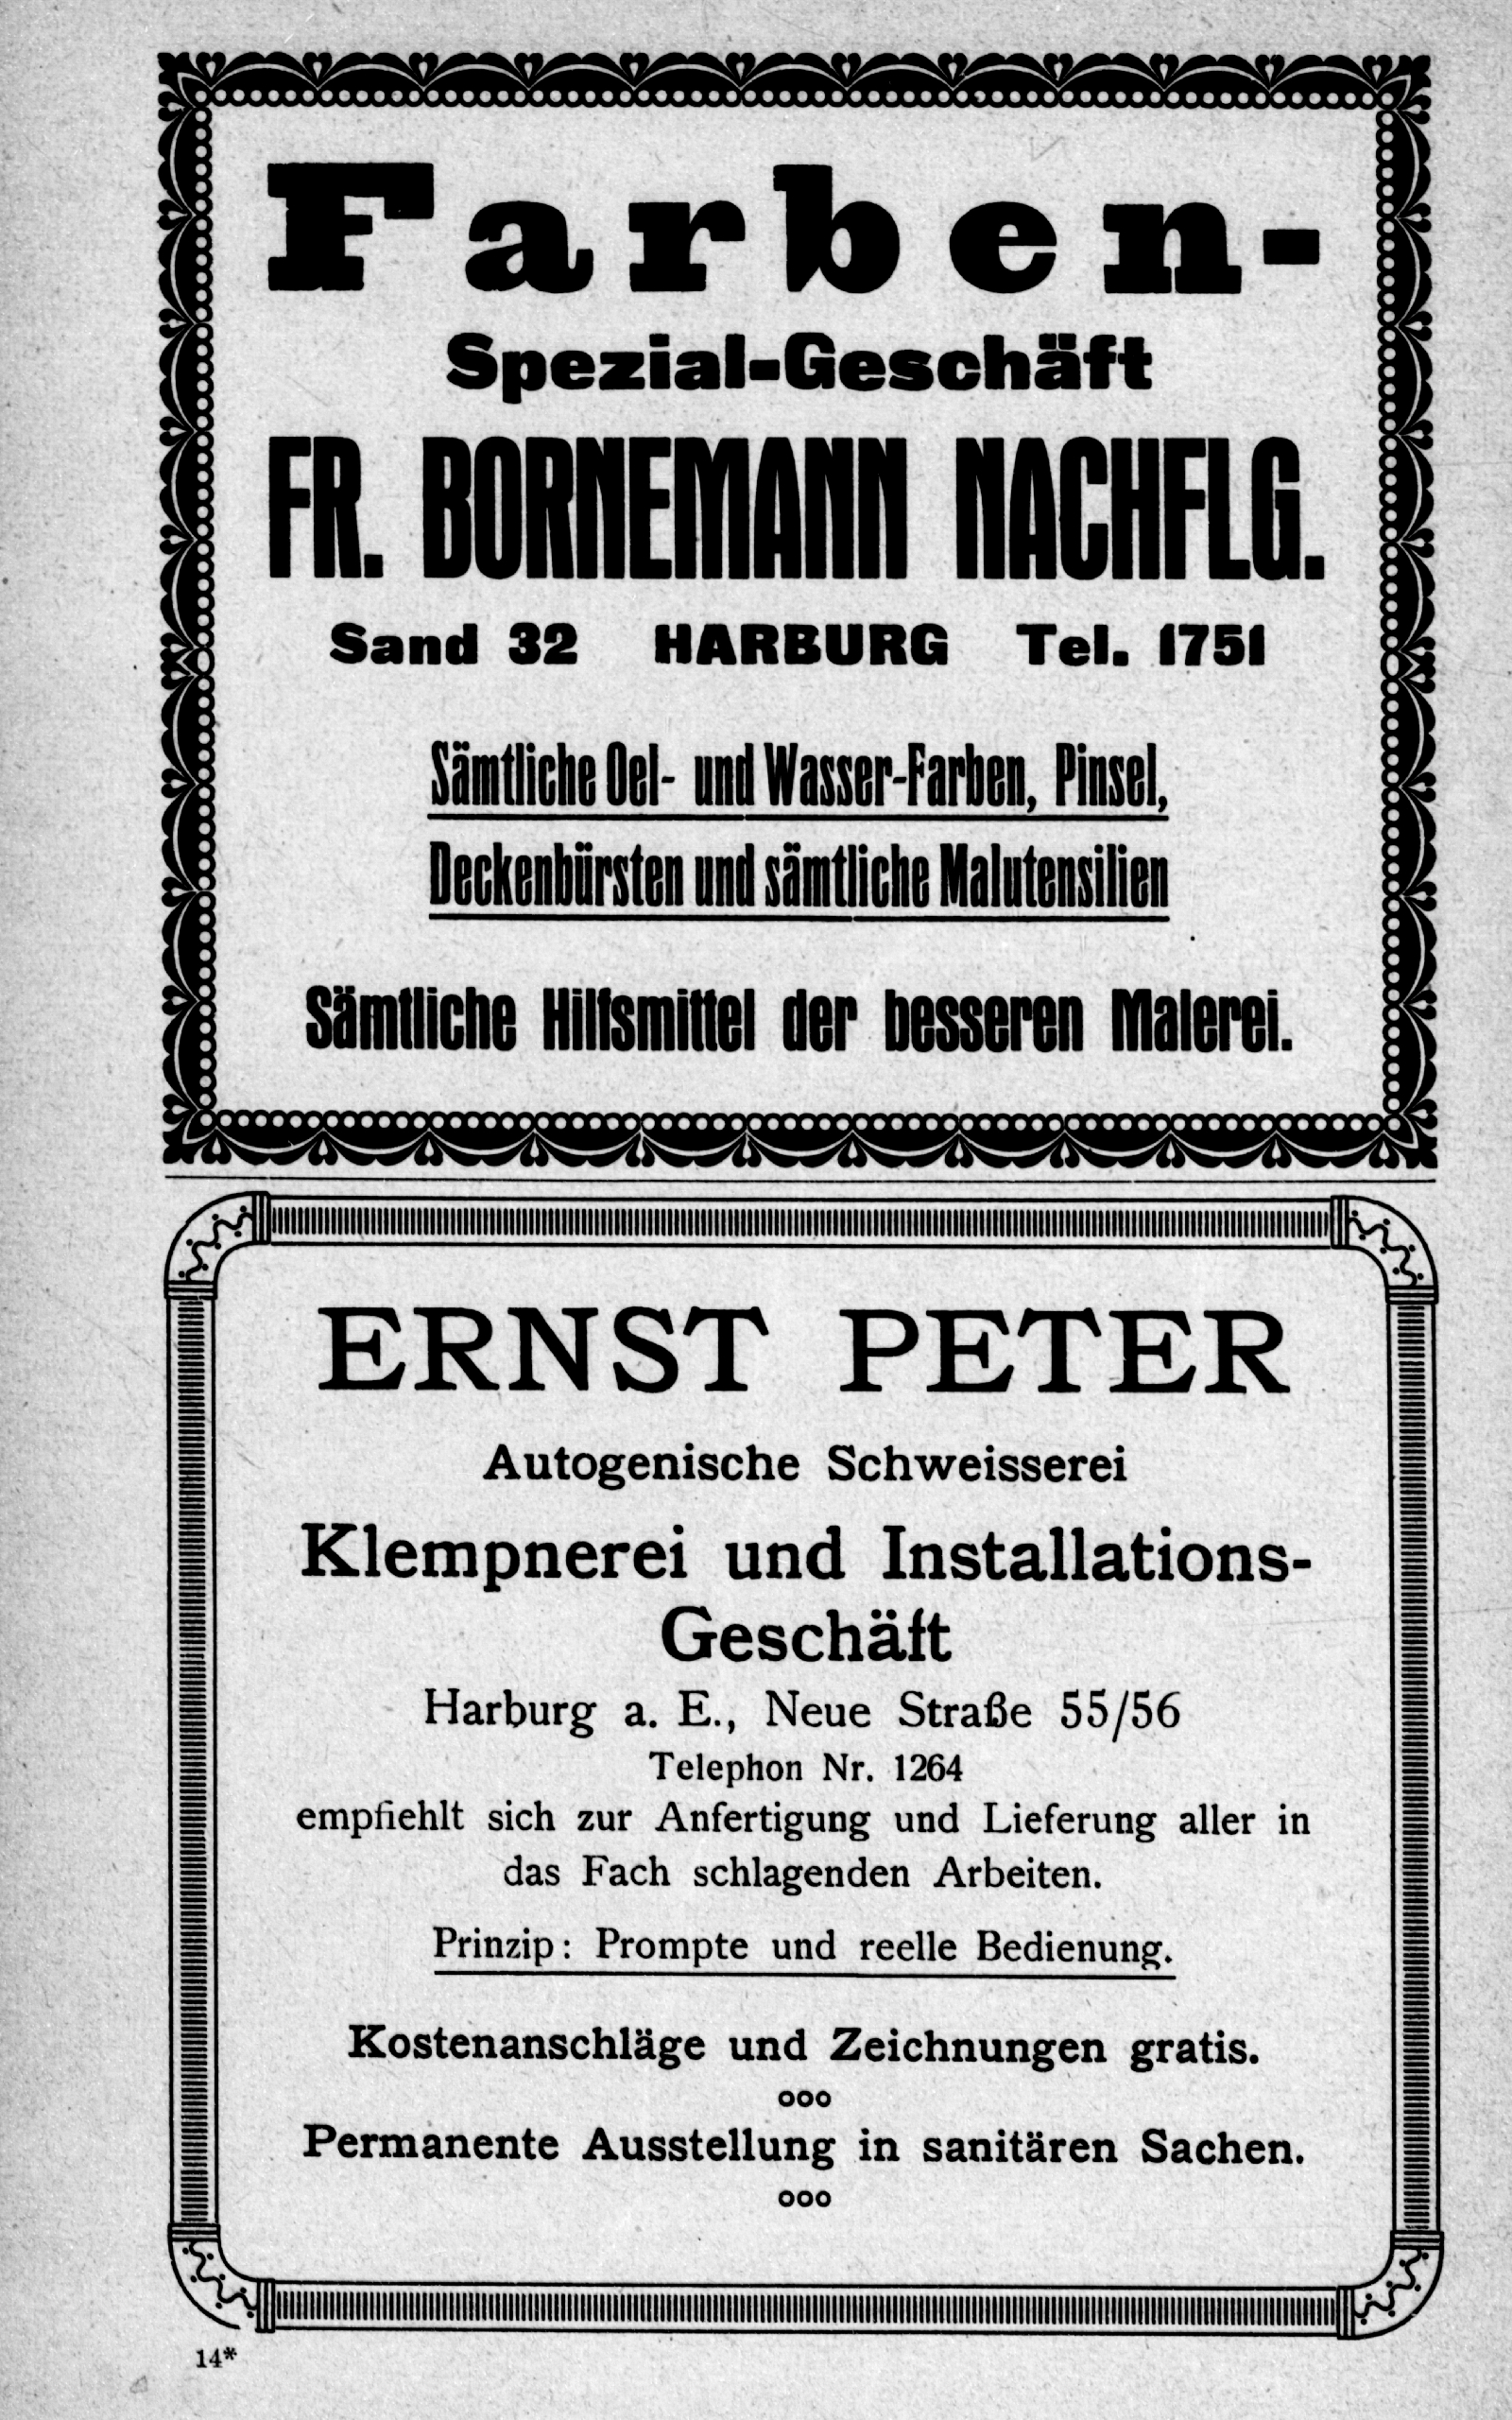 Farben-
Spezial-Geschäft
FR. BORNEMANN NACHFLG.
Sand 32 HARBURG Tel. 1751
Sämtliche Oel- und Wasser-Farben, Pinsel,
Deckenbürsten und sämtliche Malutensilien
Sämtliche Hilfsmittel der besseren Malerei.
ERNST PETER
Autogenische Schweisserei
Klempnerei und Installations-
Geschäft
Harburg a. E., Neue Straße 55/56
Telephon Nr. 1264
empfiehlt sich zur Anfertigung und Lieferung aller in
das Fach schlagenden Arbeiten.
Prinzip: Prompte und reelle Bedienung.
Kostenanschläge und Zeichnungen gratis.
ooo
Permanente Ausstellung in sanitären Sachen.
ooo
14*